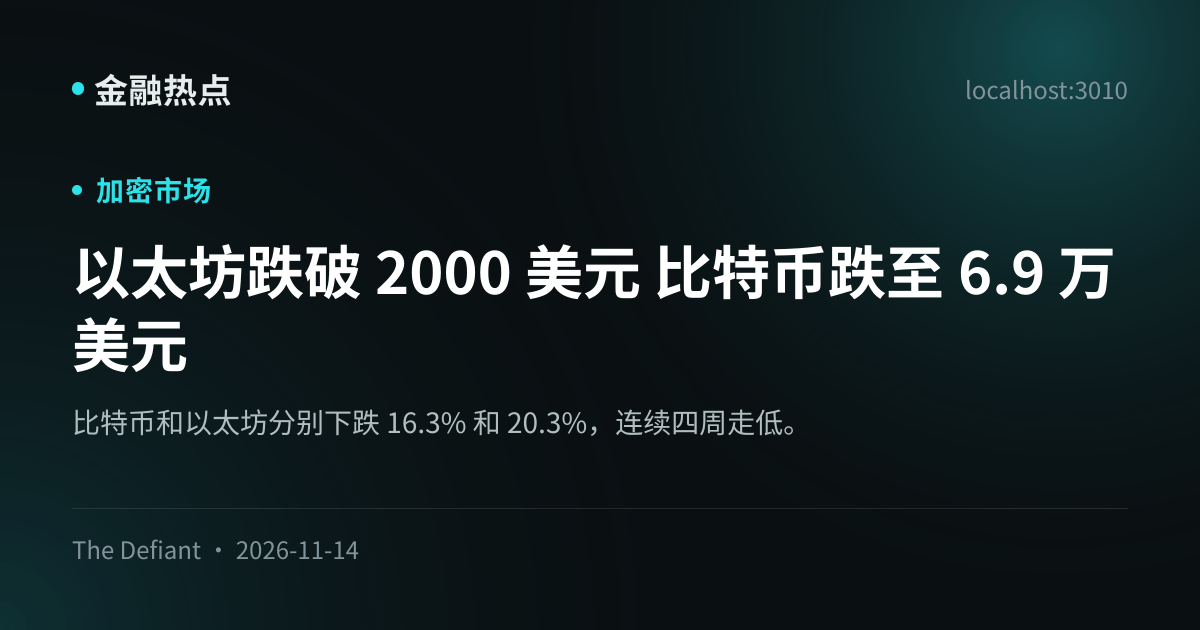 金融热点
localhost:3010
加密市场
以太坊跌破 2000 美元 比特币跌至 6.9 万
美元
比特币和以太坊分别下跌 16.3% 和 20.3%，连续四周走低。
The Defiant · 2026-11-14